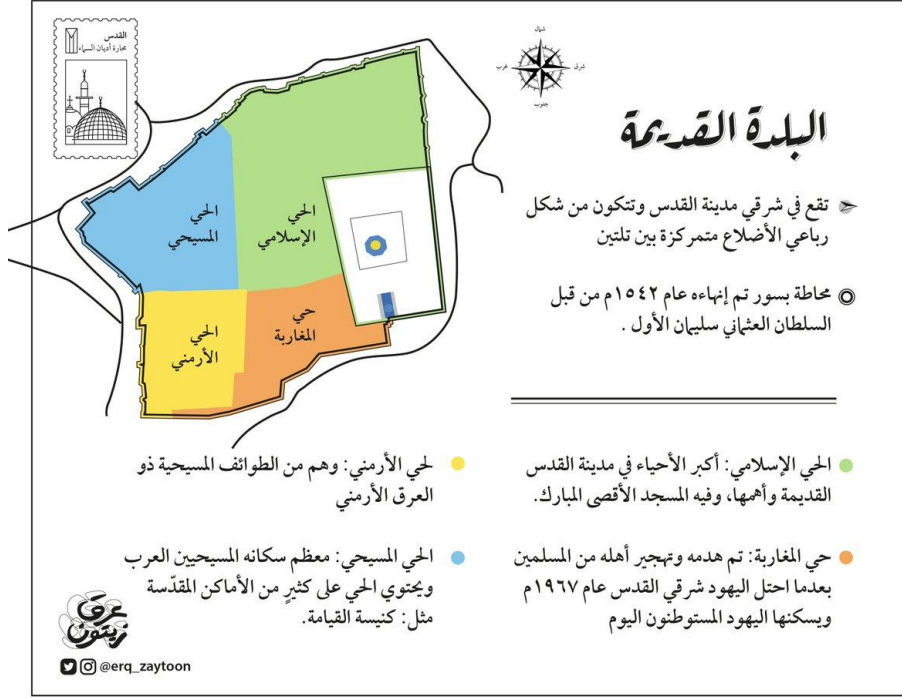 القدس
محارة أديان السماء
شمال
شرق
غرب
جنوب
البلدة القديمة
تقع في شرقي مدينة القدس وتتكون من شكل
رباعي الأضلاع متمركزة بين تلتين
محاطة بسور تم إنهاءه عام ١٥٤٢م من قبل
السلطان العثماني سليمان الأول .
الحي
الإسلامي
الحي
المسيحي
حي
المغاربة
الحي
الأرمني
الحي الإسلامي: أكبر الأحياء في مدينة القدس
القديمة وأهمها، وفيه المسجد الأقصى المبارك.
حي المغاربة: تم هدمه وتهجير أهله من المسلمين
بعدما احتل اليهود شرقي القدس عام ١٩٦٧م
ويسكنها اليهود المستوطنون اليوم
لحي الأرمني: وهم من الطوائف المسيحية ذو
العرق الأرمني
الحي المسيحي: معظم سكانه المسيحيين العرب
ويحتوي الحي على كثيرٍ من الأماكن المقدّسة
مثل: كنيسة القيامة.
عرق
زيتون
@erq_zaytoon